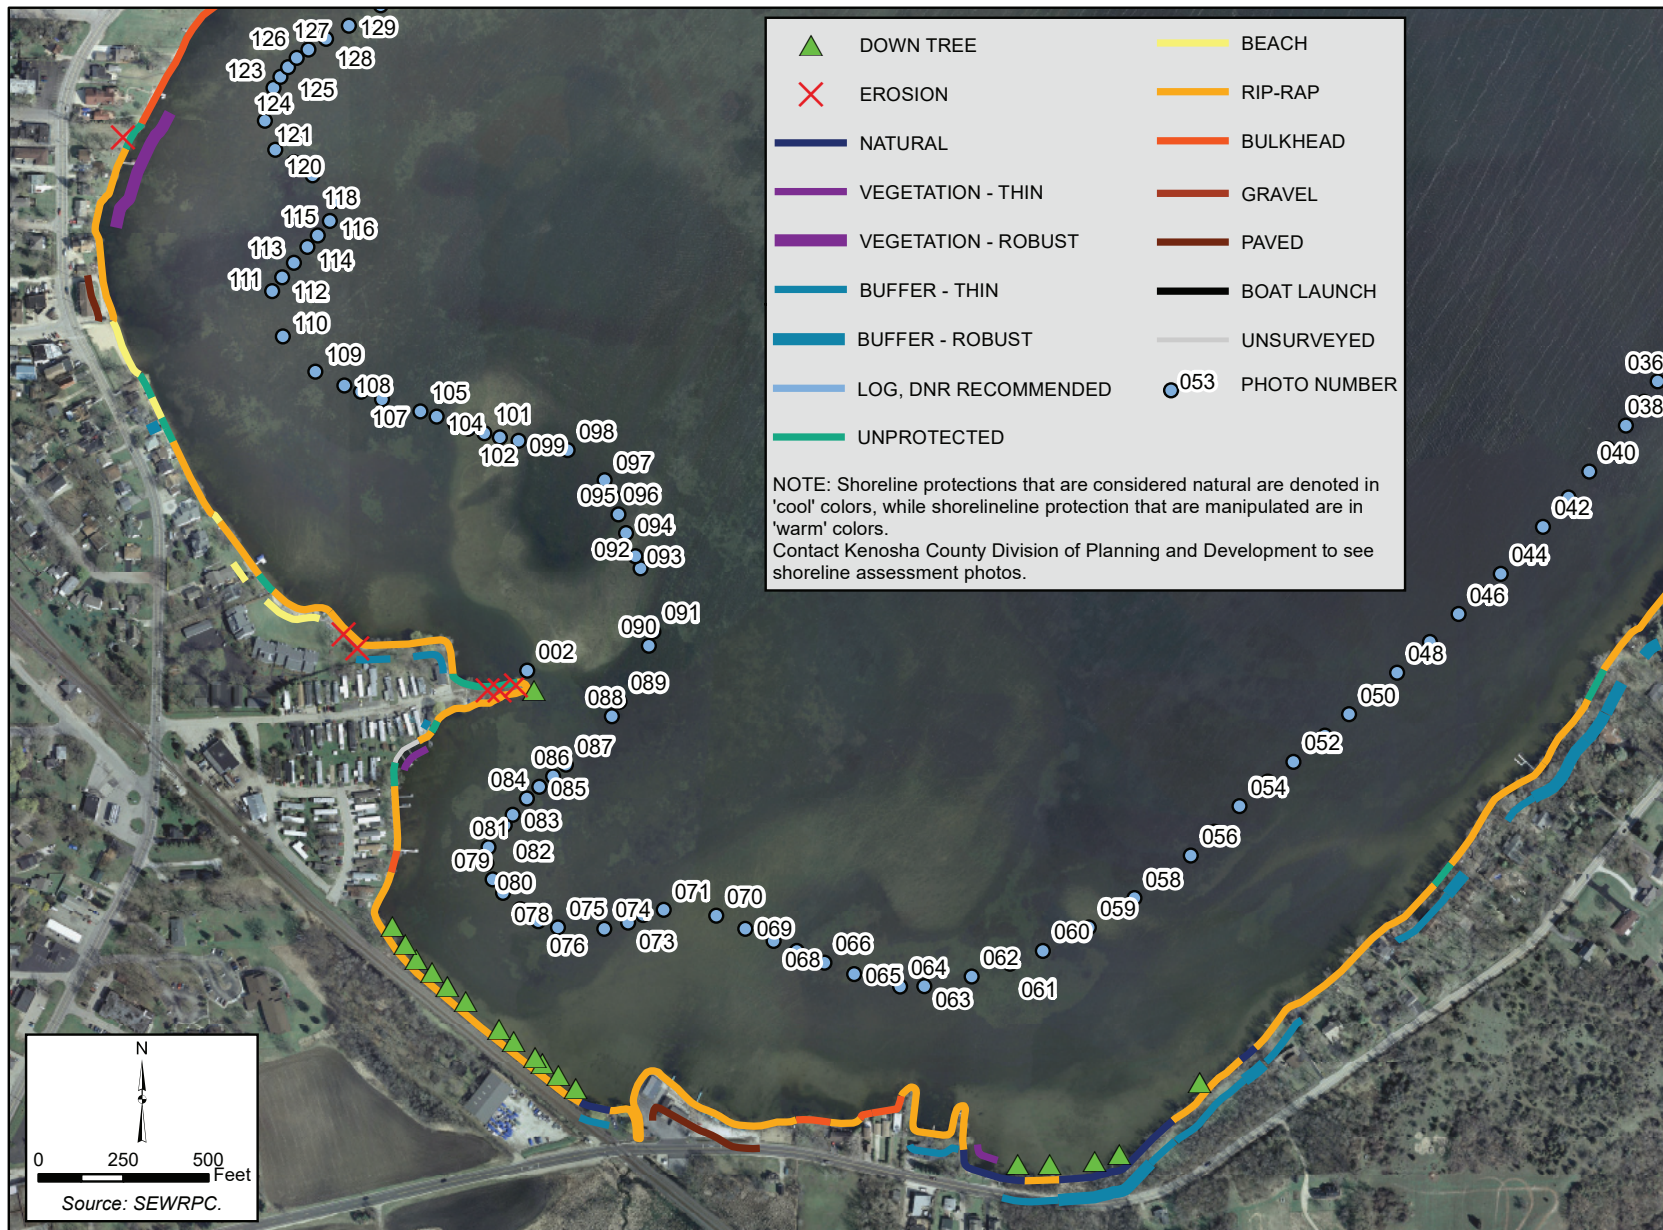 DOWN TREE
EROSION
NATURAL
VEGETATION - THIN
VEGETATION - ROBUST
BUFFER - THIN
BUFFER - ROBUST
LOG, DNR RECOMMENDED
UNPROTECTED
BEACH
RIP-RAP
BULKHEAD
GRAVEL
PAVED
BOAT LAUNCH
UNSURVEYED
053 PHOTO NUMBER
NOTE: Shoreline protections that are considered natural are denoted in
'cool' colors, while shorelineline protection that are manipulated are in
'warm' colors.
Contact Kenosha County Division of Planning and Development to see
shoreline assessment photos.
129
127
126
128
123
125
124
121
120
118
115
116
113
114
111
112
110
109
108
107
105
104
101
102
099
098
097
095
096
094
092
093
091
090
002
089
088
087
086
084
085
083
081
082
079
080
078
075
076
074
073
071
070
069
068
066
065
064
063
062
061
060
059
058
056
054
052
050
048
046
044
042
040
038
036
N
0 250 500
Feet
Source: SEWRPC.